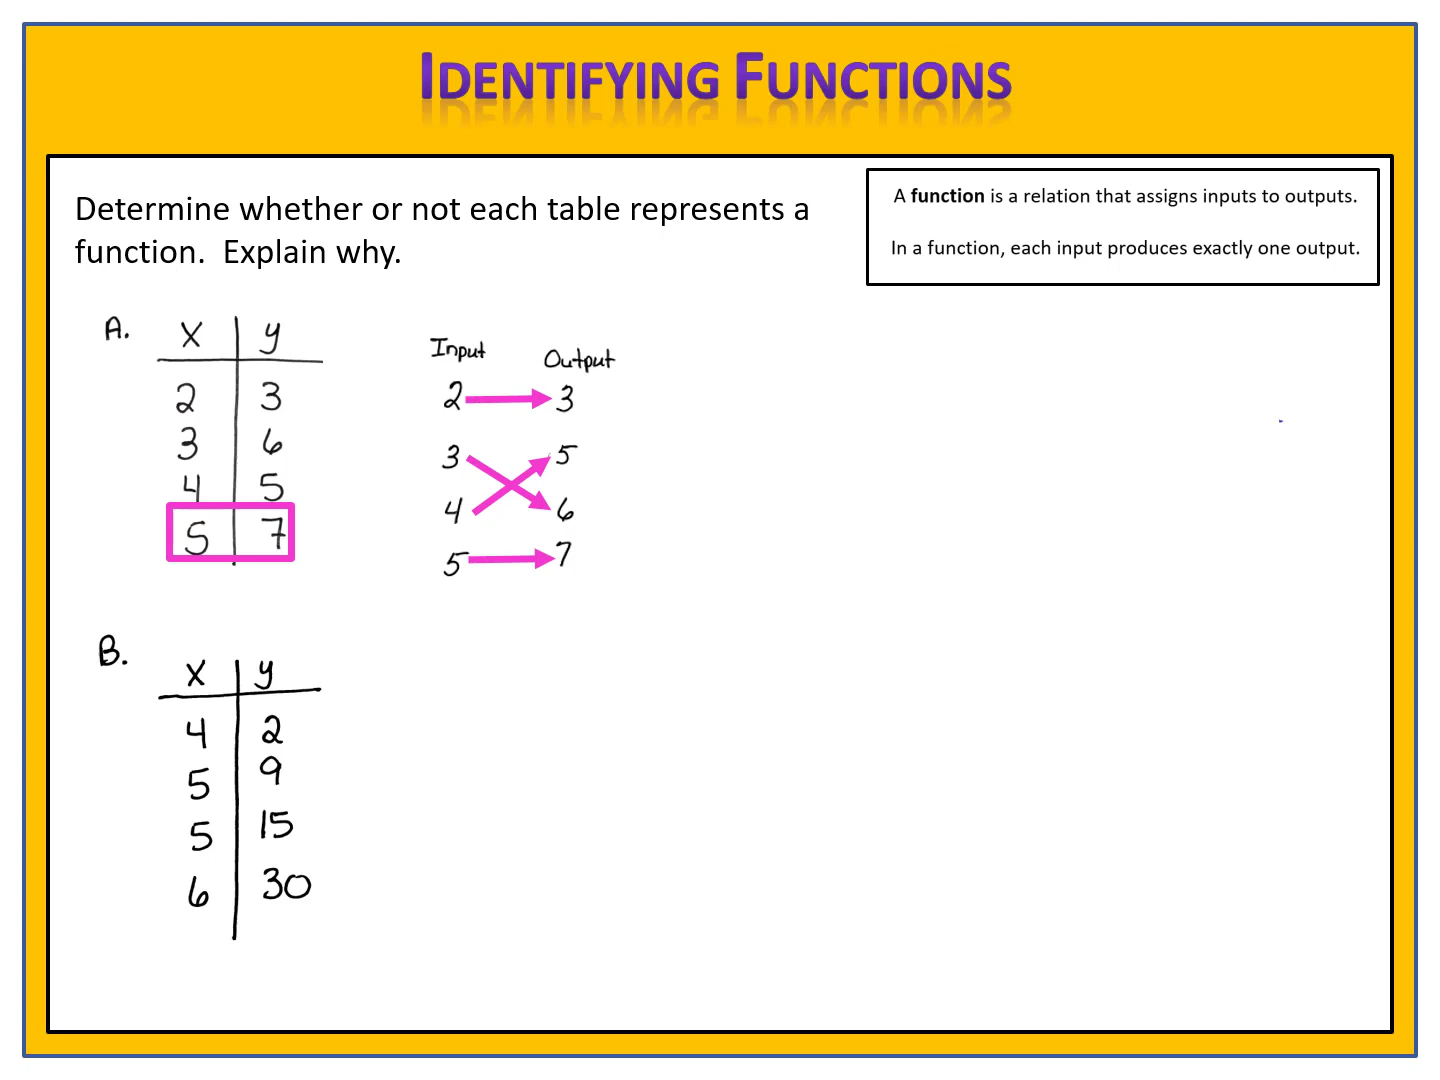 IDENTIFYING FUNCTIONS
Determine whether or not each table represents a
function. Explain why.
A function is a relation that assigns inputs to outputs.
In a function, each input produces exactly one output.
A.
x y
2 3
3 6
4 5
5 7
Input Output
2 3
3 5
4 6
5 7
B.
x y
4 2
5 9
5 15
6 30